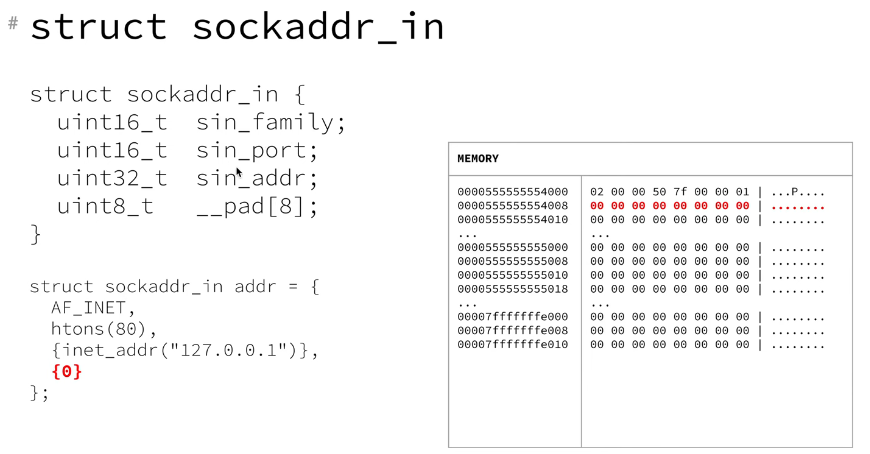 # struct sockaddr_in
struct sockaddr_in {
uint16_t sin_family;
uint16_t sin_port;
uint32_t sin_addr;
uint8_t __pad[8];
}
struct sockaddr_in addr = {
AF_INET,
htons(80),
{inet_addr("127.0.0.1")},
{0}
};
MEMORY
0000555555554000 02 00 00 50 7f 00 00 01 | ...P....
0000555555554008 00 00 00 00 00 00 00 00 | ........
0000555555554010 00 00 00 00 00 00 00 00 | ........
... ...
0000555555555000 00 00 00 00 00 00 00 00 | ........
0000555555555008 00 00 00 00 00 00 00 00 | ........
0000555555555010 00 00 00 00 00 00 00 00 | ........
0000555555555018 00 00 00 00 00 00 00 00 | ........
... ...
00007fffffffe000 00 00 00 00 00 00 00 00 | ........
00007fffffffe008 00 00 00 00 00 00 00 00 | ........
00007fffffffe010 00 00 00 00 00 00 00 00 | ........